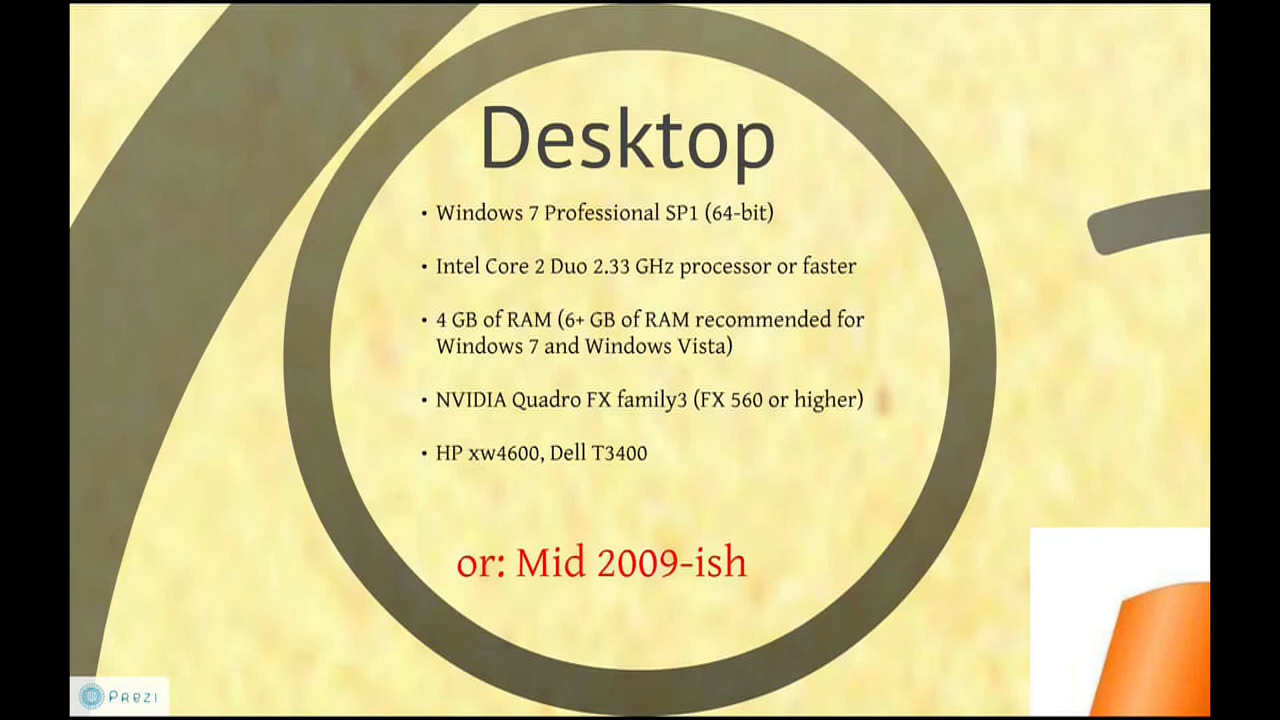 Desktop
• Windows 7 Professional SP1 (64-bit)
• Intel Core 2 Duo 2.33 GHz processor or faster
• 4 GB of RAM (6+ GB of RAM recommended for
Windows 7 and Windows Vista)
• NVIDIA Quadro FX family3 (FX 560 or higher)
• HP xw4600, Dell T3400
or: Mid 2009-ish
PREZI